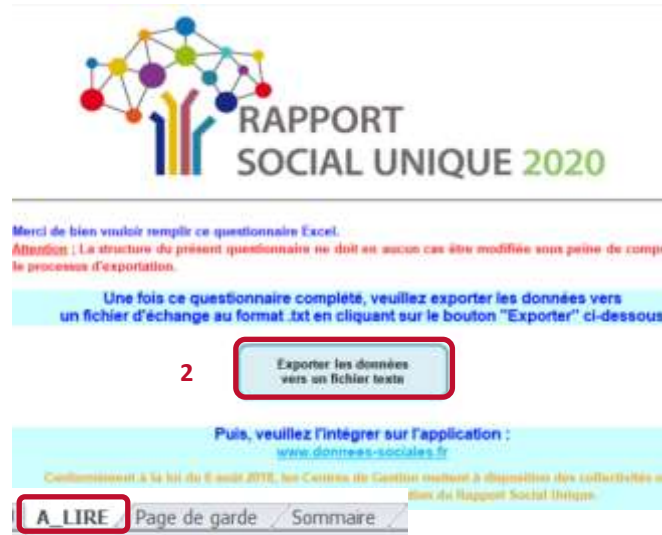 RAPPORT
SOCIAL UNIQUE 2020
Merci de bien vouloir remplir ce questionnaire Excel.
Attention : La structure du présent questionnaire ne doit en aucun cas être modifiée sous peine de
le processus d'exportation.
Une fois ce questionnaire complété, veuillez exporter les données vers
un fichier d'échange au format .txt en cliquant sur le bouton "Exporter" ci-dessous
2
Exporter les données
vers un fichier texte
Puis, veuillez l'intégrer sur l'application :
www.donnees-sociales.fr
Conformément à la loi du 6 août 2019, les Centres de Gestion mettent à disposition des collectivités
du Rapport Social Unique.
A_LIRE Page de garde Sommaire